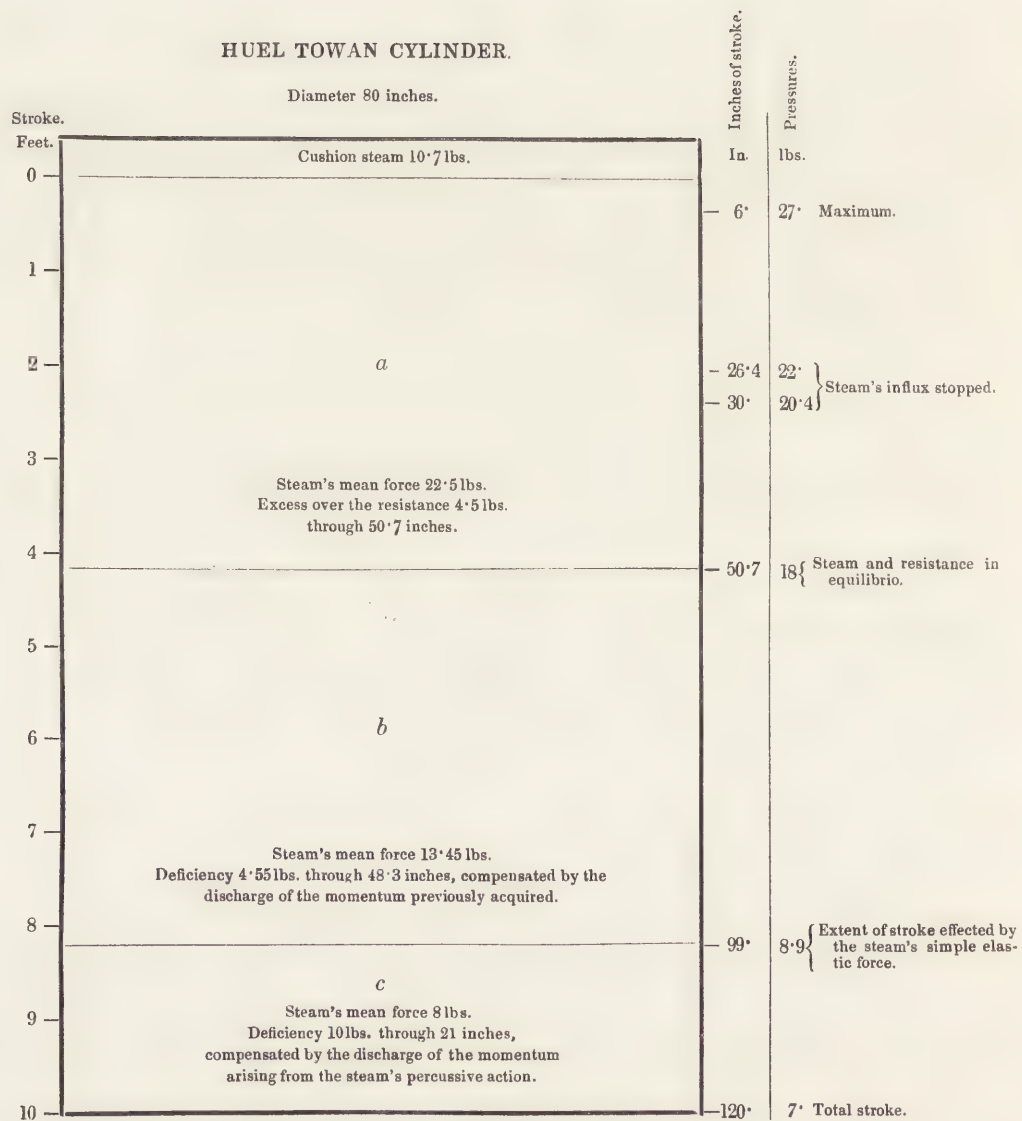 HUEL TOWAN CYLINDER.
Diameter 80 inches.
Stroke.
Feet.
Inches of stroke.
Pressures.
Cushion steam 10·7 lbs.
In.
lbs.
0
6·
27·
Maximum.
1
2
a
26·4
22·
30·
20·4
Steam's influx stopped.
3
Steam's mean force 22·5 lbs.
Excess over the resistance 4·5 lbs.
through 50·7 inches.
4
50·7
18
Steam and resistance in
equilibrio.
5
b
6
7
Steam's mean force 13·45 lbs.
Deficiency 4·55 lbs. through 48·3 inches, compensated by the
discharge of the momentum previously acquired.
8
99·
8·9
Extent of stroke effected by
the steam's simple elas-
tic force.
c
9
Steam's mean force 8 lbs.
Deficiency 10 lbs. through 21 inches,
compensated by the discharge of the momentum
arising from the steam's percussive action.
10
120·
7·
Total stroke.